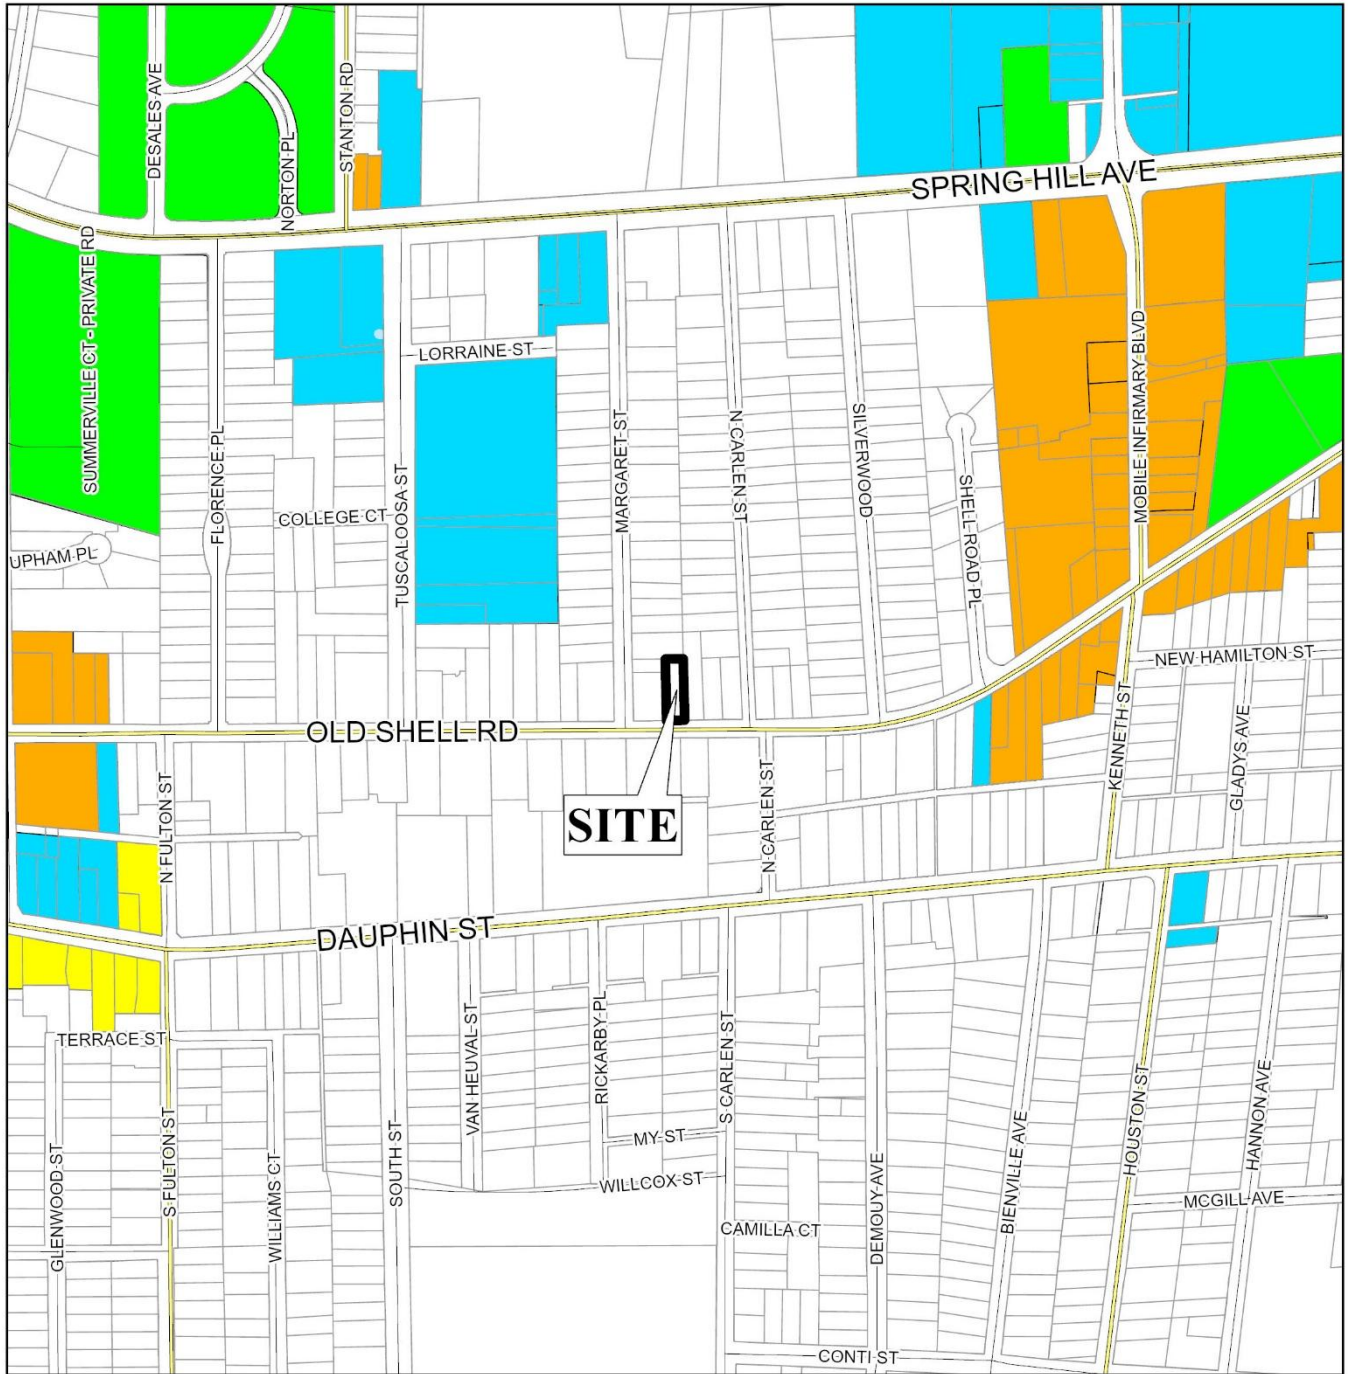 DESALES AVE
NORTON PL
STANTON RD
SPRING HILL AVE
SUMMERVILLE CT - PRIVATE RD
FLORENCE PL
LORRAINE ST
COLLEGE CT
TUSCALOOSA ST
MARGARET ST
N CARLEN ST
SILVERWOOD
SHELL ROAD PL
MOBILE INFIRMARY BLVD
UPHAM PL
NEW HAMILTON ST
OLD SHELL RD
KENNETH ST
GLADYS AVE
SITE
N FULTON ST
N CARLEN ST
DAUPHIN ST
TERRACE ST
VAN HEUVAL ST
RICKARBY PL
S CARLEN ST
MY ST
WILLCOX ST
GLENWOOD ST
S FULTON ST
WILLIAMS CT
SOUTH ST
CAMILLA CT
DEMOUY AVE
BIENVILLE AVE
HOUSTON ST
HANNON AVE
MCGILL AVE
CONTI ST